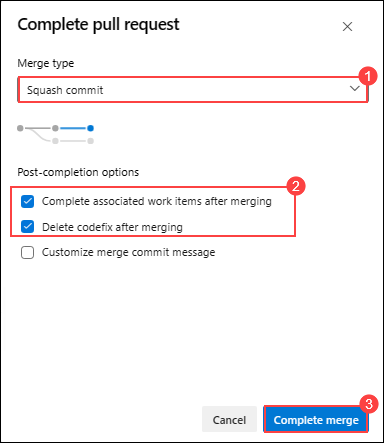 Complete pull request
Merge type
1
Squash commit
Post-completion options
2
Complete associated work items after merging
Delete codefix after merging
Customize merge commit message
3
Cancel
Complete merge